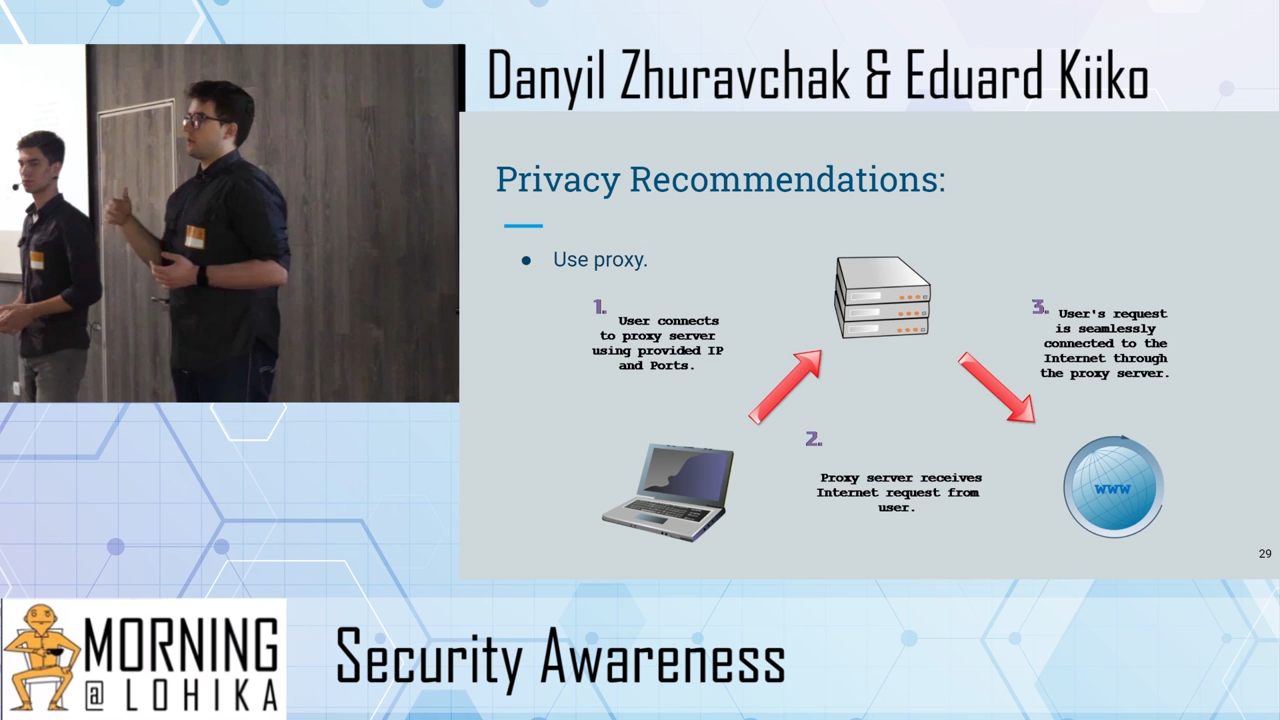 Danyil Zhuravchak & Eduard Kiiko
Privacy Recommendations:
● Use proxy.
1. User connects
to proxy server
using provided IP
and Ports.
2.
Proxy server receives
Internet request from
user.
3. User's request
is seamlessly
connected to the
Internet through
the proxy server.
WWW
29
MORNING
@ LOHIKA
Security Awareness